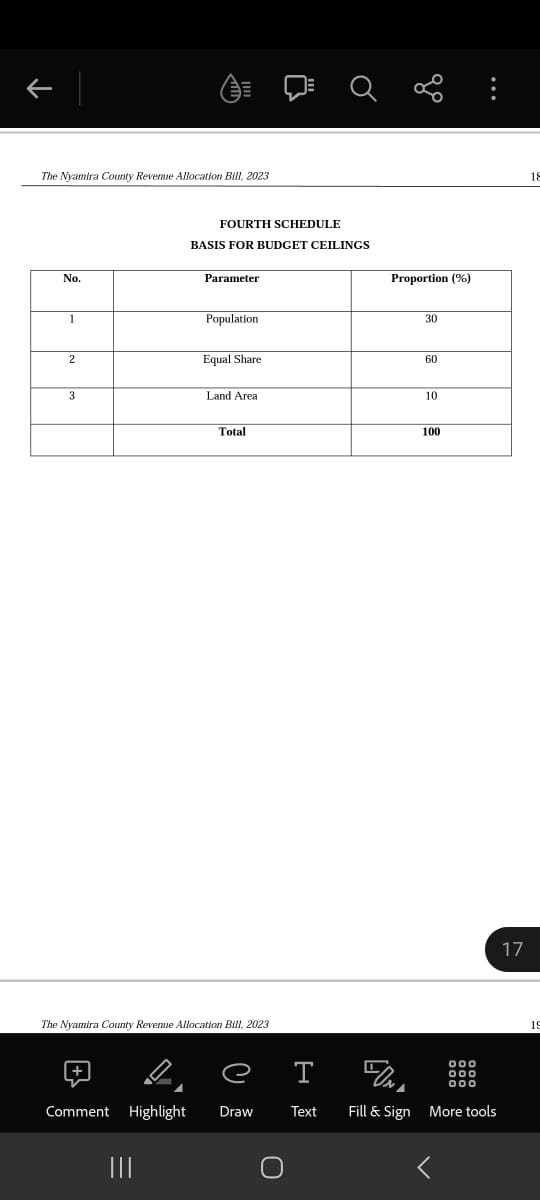 The Nyamira County Revenue Allocation Bill, 2023
FOURTH SCHEDULE
BASIS FOR BUDGET CEILINGS
No. Parameter Proportion (%)
1 Population 30
2 Equal Share 60
3 Land Area 10
Total 100
17
The Nyamira County Revenue Allocation Bill, 2023
Comment Highlight Draw Text Fill & Sign More tools